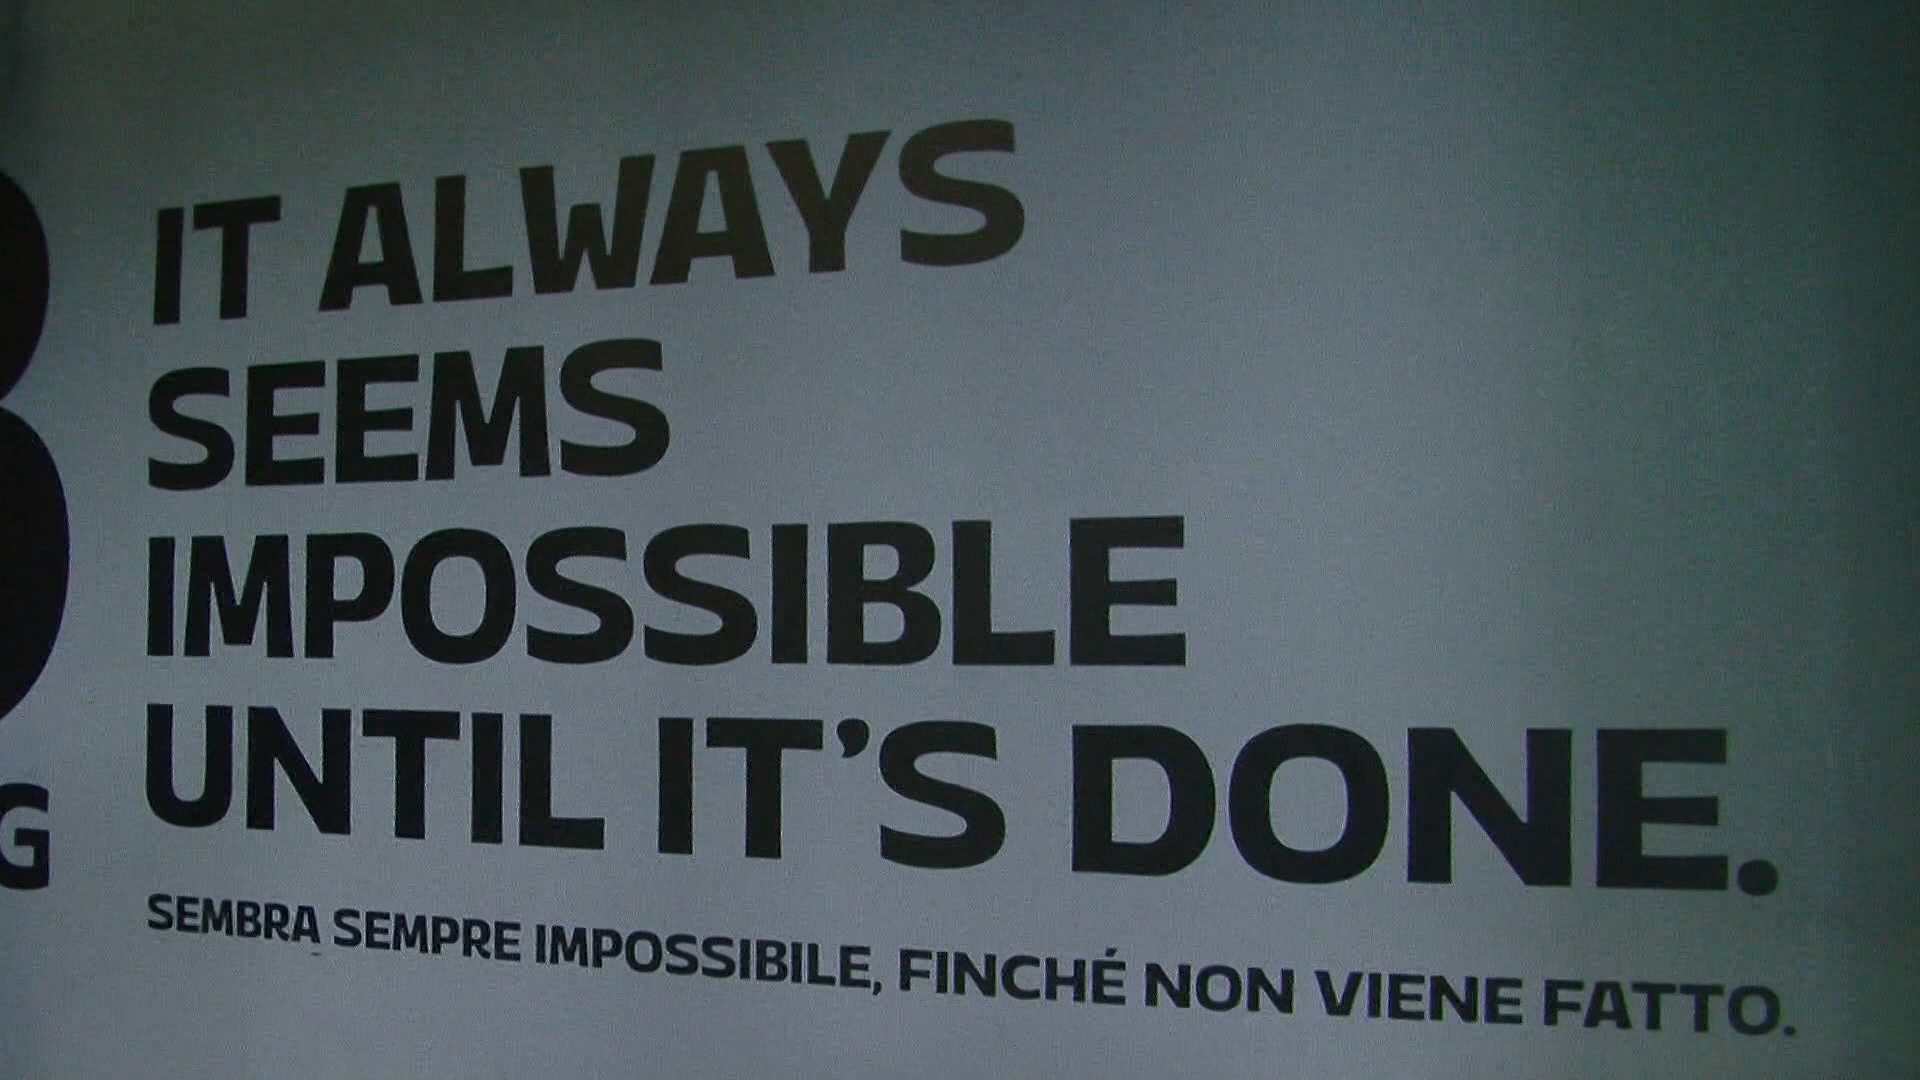 IT ALWAYS
SEEMS
IMPOSSIBLE
UNTIL IT'S DONE.
G
SEMBRA SEMPRE IMPOSSIBILE, FINCHÉ NON VIENE FATTO.